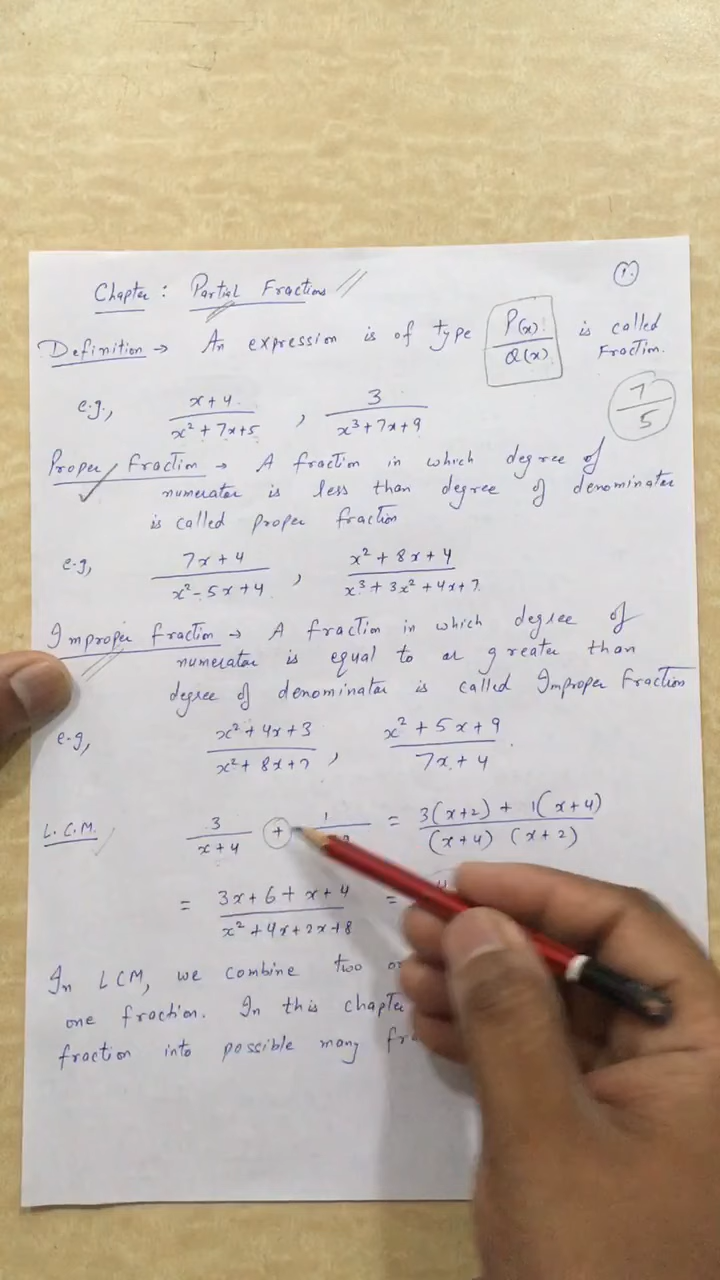 1.
Chapter : Partial Fractions
Definition → An expression is of type P(x) / Q(x) is called Fraction.
e.g., x+4 / x² + 7x+5 , 3 / x³ + 7x + 9
7 / 5
Proper Fraction → A fraction in which degree of
numerator is less than degree of denominator
is called proper fraction
e.g, 7x + 4 / x² - 5x + 4 , x² + 8x + 4 / x³ + 3x² + 4x + 7
Improper fraction → A fraction in which degree of
numerator is equal to or greater than
degree of denominator is called Improper Fraction
e.g, x² + 4x + 3 / x² + 8x + 7 , x² + 5x + 9 / 7x + 4
L.C.M. 3 / x + 4 + 1 = 3(x+2) + 1(x+4) / (x+4) (x+2)
= 3x + 6 + x + 4 / x² + 4x + 2x + 8 =
In LCM, we combine two
one fraction. In this chapter
fraction into possible many